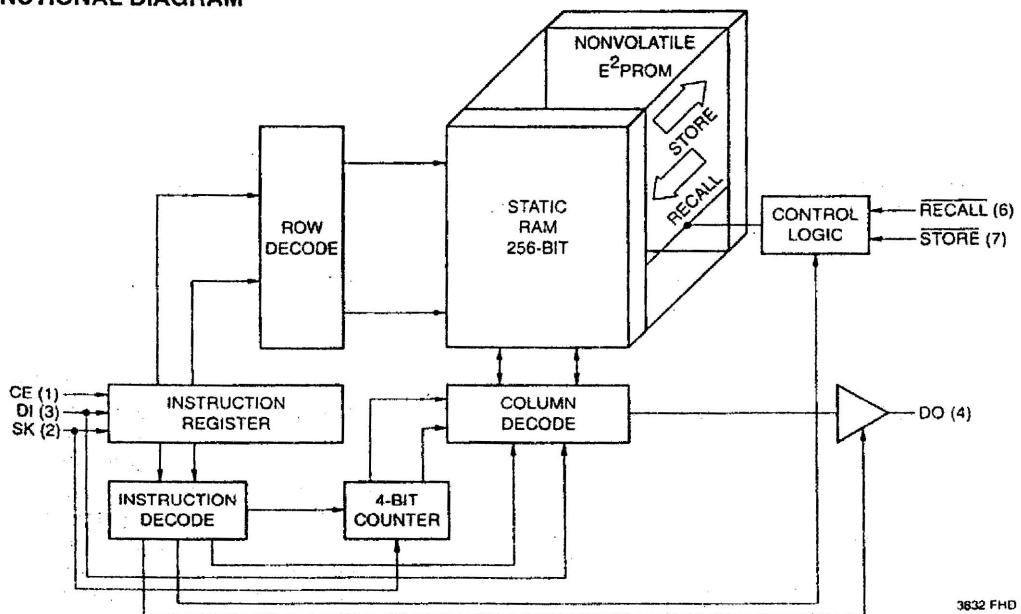 NCTIONAL DIAGRAM
NONVOLATILE
E²PROM
STORE
RECALL
ROW
DECODE
STATIC
RAM
256-BIT
CONTROL
LOGIC
RECALL (6)
STORE (7)
CE (1)
DI (3)
SK (2)
INSTRUCTION
REGISTER
COLUMN
DECODE
DO (4)
INSTRUCTION
DECODE
4-BIT
COUNTER
3832 FHD